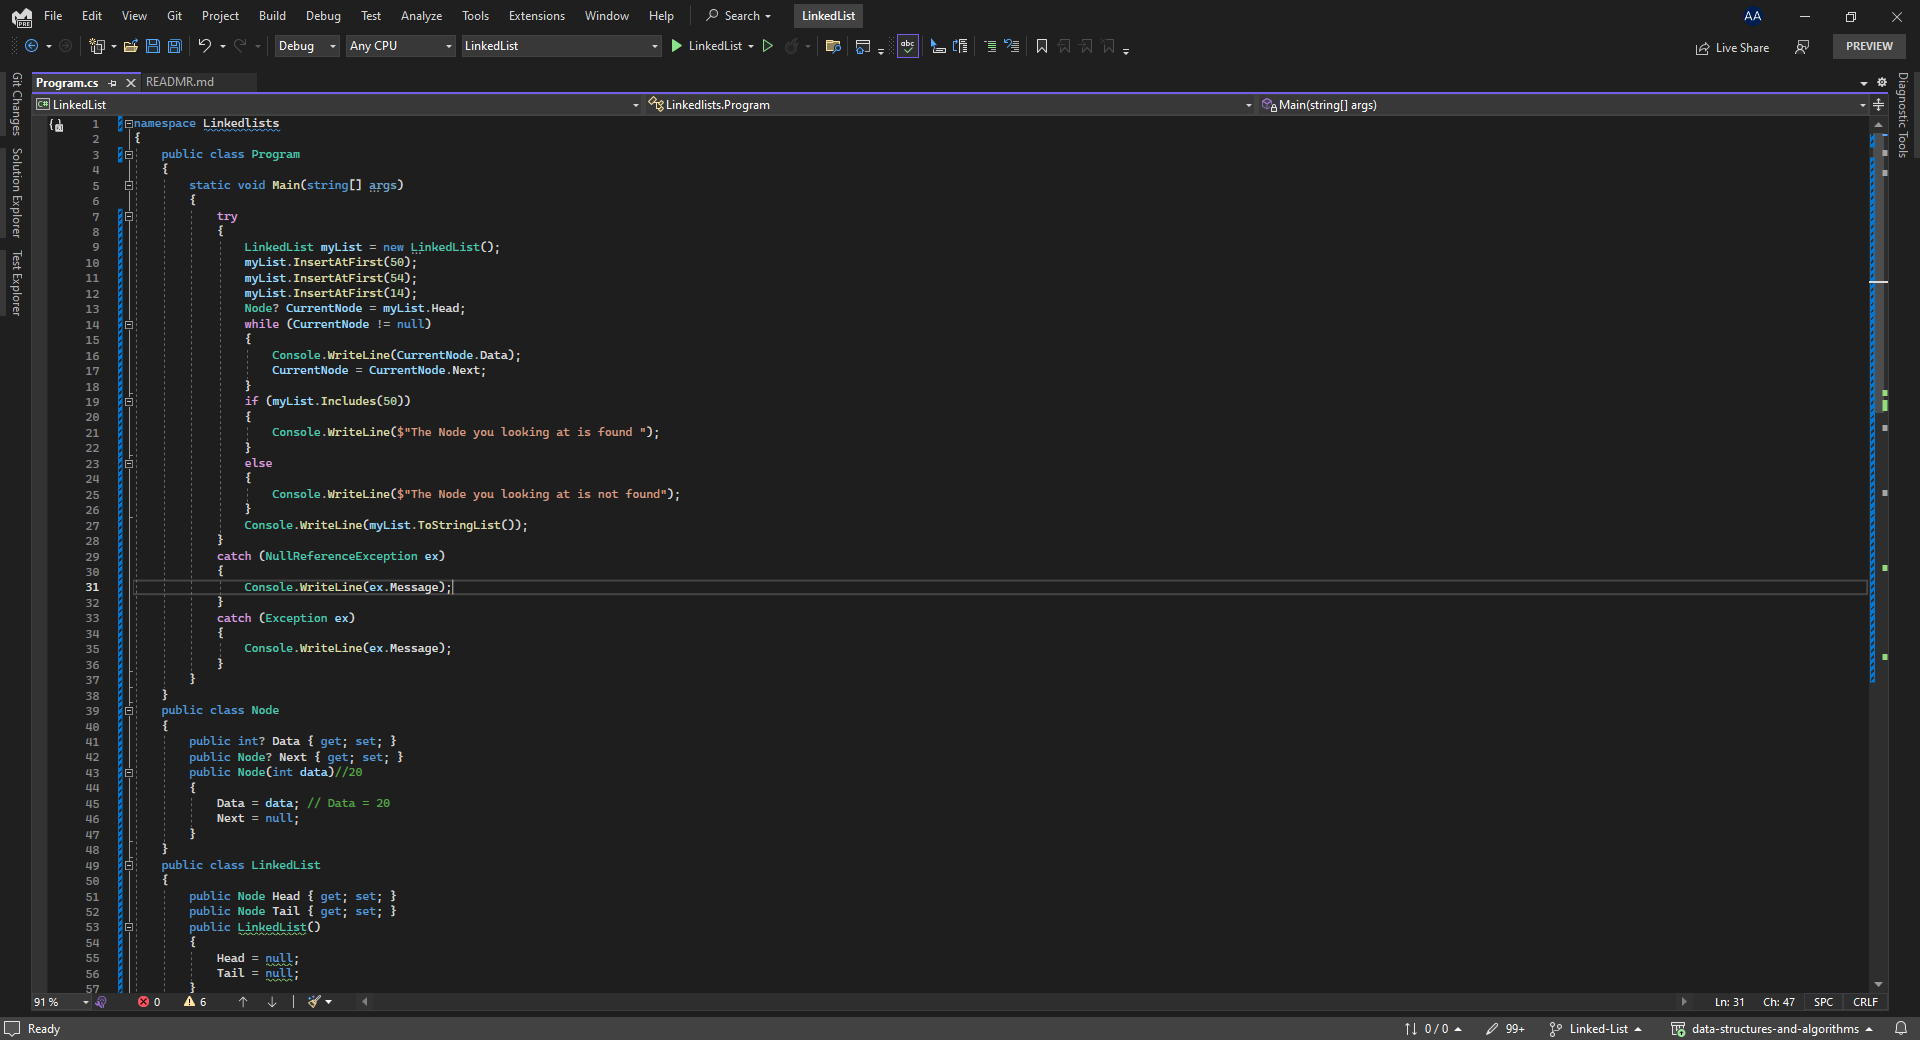 File Edit View Git Project Build Debug Test Analyze Tools Extensions Window Help Search LinkedList AA
PRE
Debug Any CPU LinkedList LinkedList abc Live Share PREVIEW
Git Changes
Solution Explorer
Test Explorer
Diagnostic Tools
Program.cs READMR.md
C# LinkedList Linkedlists.Program Main(string[] args)
1 namespace Linkedlists
2 {
3 public class Program
4 {
5 static void Main(string[] args)
6 {
7 try
8 {
9 LinkedList myList = new LinkedList();
10 myList.InsertAtFirst(50);
11 myList.InsertAtFirst(54);
12 myList.InsertAtFirst(14);
13 Node? CurrentNode = myList.Head;
14 while (CurrentNode != null)
15 {
16 Console.WriteLine(CurrentNode.Data);
17 CurrentNode = CurrentNode.Next;
18 }
19 if (myList.Includes(50))
20 {
21 Console.WriteLine($"The Node you looking at is found ");
22 }
23 else
24 {
25 Console.WriteLine($"The Node you looking at is not found");
26 }
27 Console.WriteLine(myList.ToStringList());
28 }
29 catch (NullReferenceException ex)
30 {
31 Console.WriteLine(ex.Message);
32 }
33 catch (Exception ex)
34 {
35 Console.WriteLine(ex.Message);
36 }
37 }
38 }
39 public class Node
40 {
41 public int? Data { get; set; }
42 public Node? Next { get; set; }
43 public Node(int data)//20
44 {
45 Data = data; // Data = 20
46 Next = null;
47 }
48 }
49 public class LinkedList
50 {
51 public Node Head { get; set; }
52 public Node Tail { get; set; }
53 public LinkedList()
54 {
55 Head = null;
56 Tail = null;
57 }
91 % 0 6 Ln: 31 Ch: 47 SPC CRLF
Ready 0 / 0 99+ Linked-List data-structures-and-algorithms